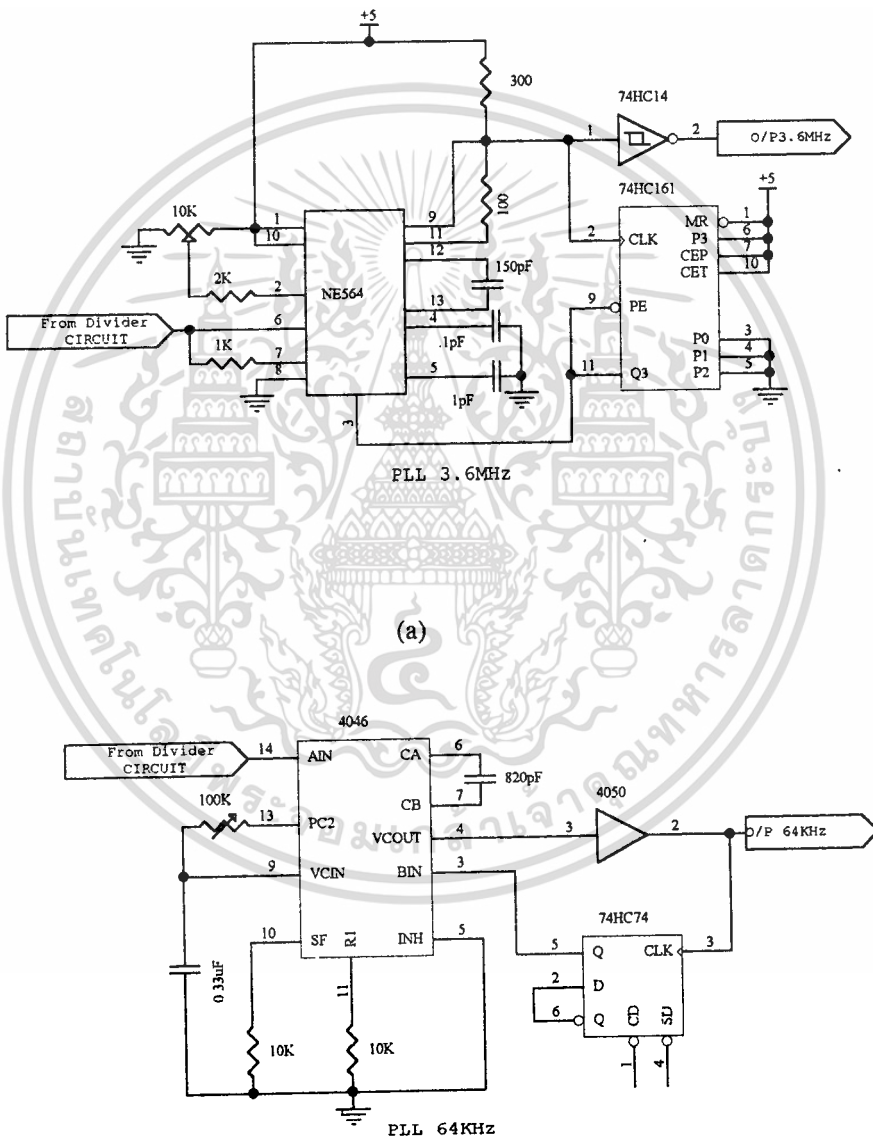 +5
300
74HC14
1
2
O/P3.6MHz
74HC161
+5
10K
1
10
9
11
12
100
2
CLK
MR
1
P3
6
CEP
7
CET
10
2K
2
NE564
150pF
13
9
PE
From Divider
CIRCUIT
6
4
.1pF
P0
3
P1
4
P2
5
1K
7
8
5
1pF
11
Q3
3
PLL 3.6MHz
(a)
4046
From Divider
CIRCUIT
14
AIN
CA
6
820pF
100K
13
PC2
CB
7
4050
VCOUT
4
3
2
O/P 64KHz
9
VCIN
BIN
3
74HC74
10
SF
R1
INH
5
5
Q
CLK
3
0.33uF
11
2
D
6
Q
CD
SD
10K
10K
1
4
PLL 64KHz